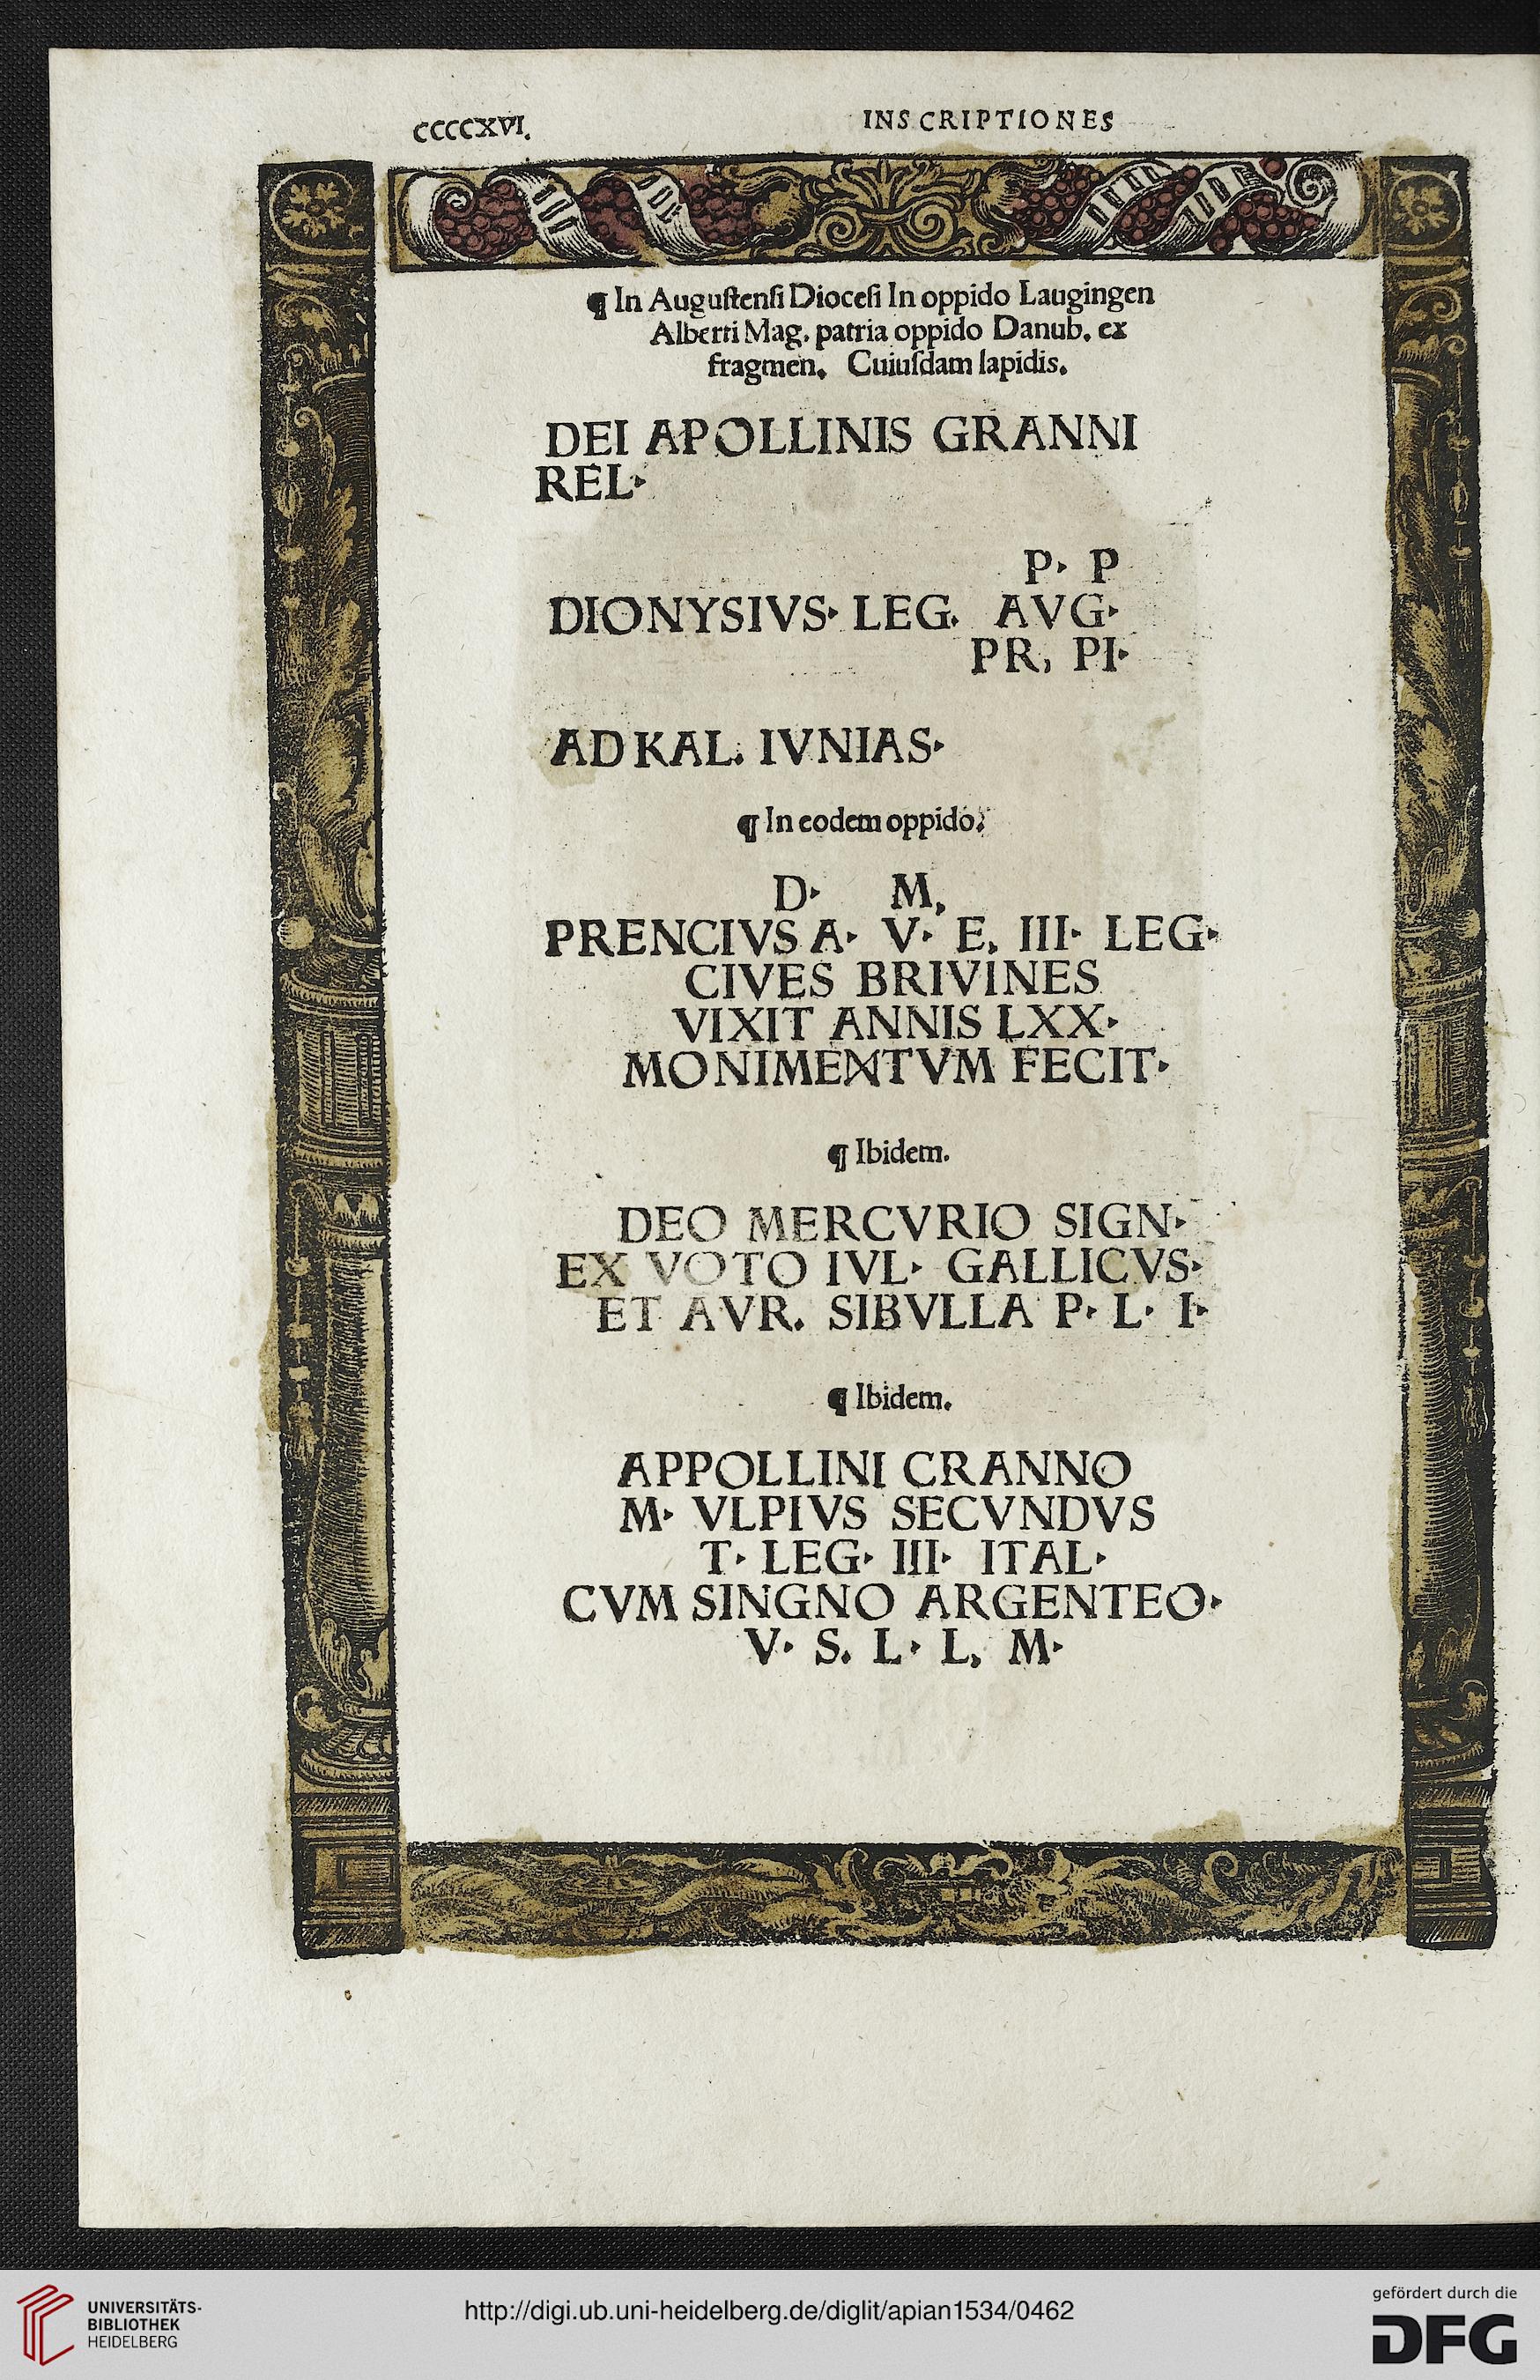 CCCCXVI.
INSCRIPTIONES
¶ In Auguſtenſi Dioceſi In oppido Laugingen
Alberti Mag. patria oppido Danub. ex
fragmen. Cuiuſdam lapidis.
DEI APOLLINIS GRANNI
REL·
P· P
DIONYSIVS· LEG. AVG·
PR, PI·
AD KAL. IVNIAS·
¶ In eodem oppido.
D· M,
PRENCIVS A· V· E, III· LEG·
CIVES BRIVINES
VIXIT ANNIS LXX·
MONIMENTVM FECIT·
¶ Ibidem.
DEO MERCVRIO SIGN·
EX VOTO IVL· GALLICVS·
ET AVR. SIBVLLA P· L· I·
¶ Ibidem.
APPOLLINI CRANNO
M· VLPIVS SECVNDVS
T· LEG· III· ITAL·
CVM SINGNO ARGENTEO·
V· S. L· L, M·
UNIVERSITÄTS-
BIBLIOTHEK
HEIDELBERG
http://digi.ub.uni-heidelberg.de/diglit/apian1534/0462
gefördert durch die
DFG